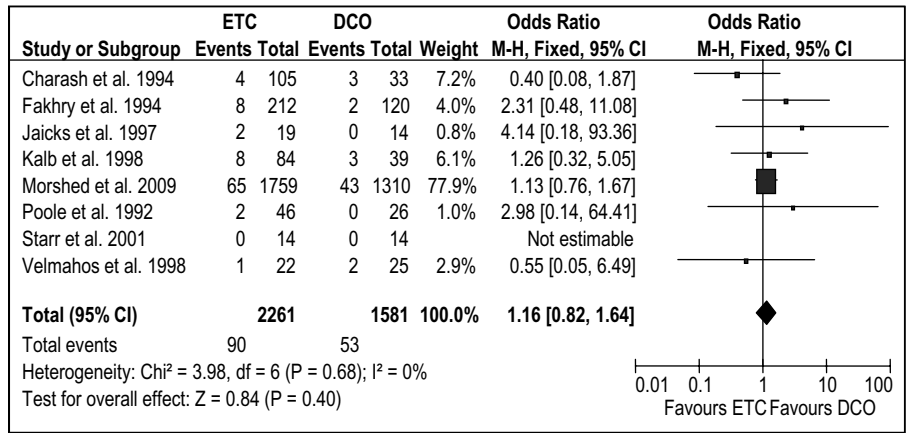 ETC DCO Odds Ratio Odds Ratio
Study or Subgroup Events Total Events Total Weight M-H, Fixed, 95% CI M-H, Fixed, 95% CI
Charash et al. 1994 4 105 3 33 7.2% 0.40 [0.08, 1.87]
Fakhry et al. 1994 8 212 2 120 4.0% 2.31 [0.48, 11.08]
Jaicks et al. 1997 2 19 0 14 0.8% 4.14 [0.18, 93.36]
Kalb et al. 1998 8 84 3 39 6.1% 1.26 [0.32, 5.05]
Morshed et al. 2009 65 1759 43 1310 77.9% 1.13 [0.76, 1.67]
Poole et al. 1992 2 46 0 26 1.0% 2.98 [0.14, 64.41]
Starr et al. 2001 0 14 0 14 Not estimable
Velmahos et al. 1998 1 22 2 25 2.9% 0.55 [0.05, 6.49]
Total (95% CI) 2261 1581 100.0% 1.16 [0.82, 1.64]
Total events 90 53
Heterogeneity: Chi² = 3.98, df = 6 (P = 0.68); I² = 0%
Test for overall effect: Z = 0.84 (P = 0.40)
0.01 0.1 1 10 100
Favours ETC Favours DCO